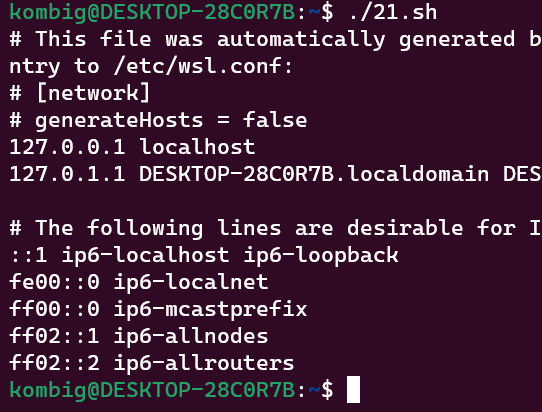 kombig@DESKTOP-28C0R7B:~$ ./21.sh
# This file was automatically generated b
ntry to /etc/wsl.conf:
# [network]
# generateHosts = false
127.0.0.1 localhost
127.0.1.1 DESKTOP-28C0R7B.localdomain DES
# The following lines are desirable for I
::1 ip6-localhost ip6-loopback
fe00::0 ip6-localnet
ff00::0 ip6-mcastprefix
ff02::1 ip6-allnodes
ff02::2 ip6-allrouters
kombig@DESKTOP-28C0R7B:~$